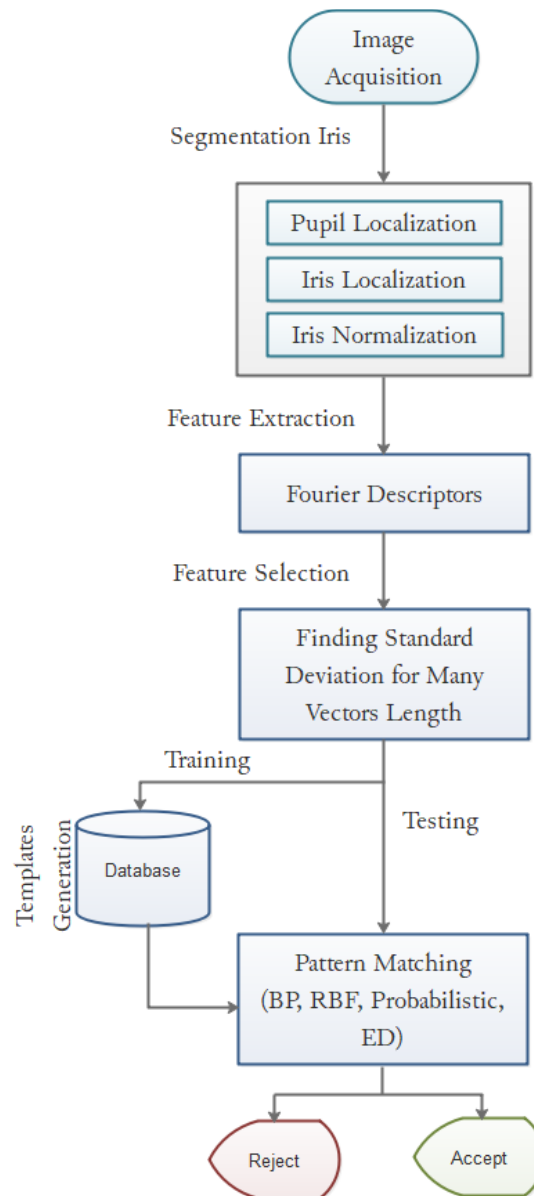 Image
Acquisition
Segmentation Iris
Pupil Localization
Iris Localization
Iris Normalization
Feature Extraction
Fourier Descriptors
Feature Selection
Finding Standard
Deviation for Many
Vectors Length
Training
Testing
Templates
Generation
Database
Pattern Matching
(BP, RBF, Probabilistic,
ED)
Reject
Accept